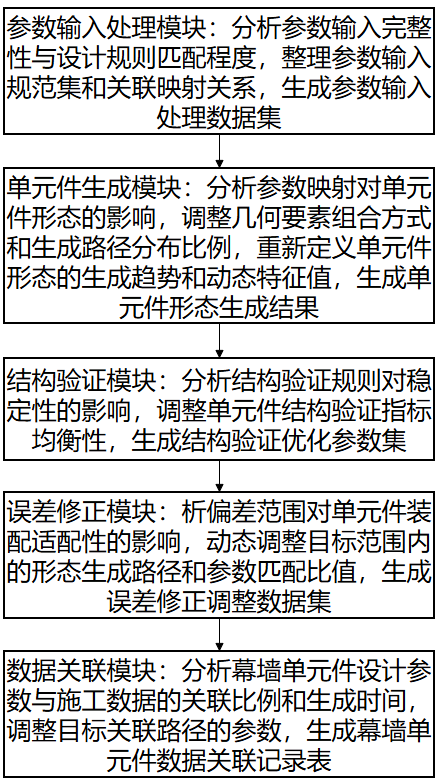 参数输入处理模块：分析参数输入完整
性与设计规则匹配程度，整理参数输入
规范集和关联映射关系，生成参数输入
处理数据集
单元件生成模块：分析参数映射对单元
件形态的影响，调整几何要素组合方式
和生成路径分布比例，重新定义单元件
形态的生成趋势和动态特征值，生成单
元件形态生成结果
结构验证模块：分析结构验证规则对稳
定性的影响，调整单元件结构验证指标
均衡性，生成结构验证优化参数集
误差修正模块：析偏差范围对单元件装
配适配性的影响，动态调整目标范围内
的形态生成路径和参数匹配比值，生成
误差修正调整数据集
数据关联模块：分析幕墙单元件设计参
数与施工数据的关联比例和生成时间，
调整目标关联路径的参数，生成幕墙单
元件数据关联记录表